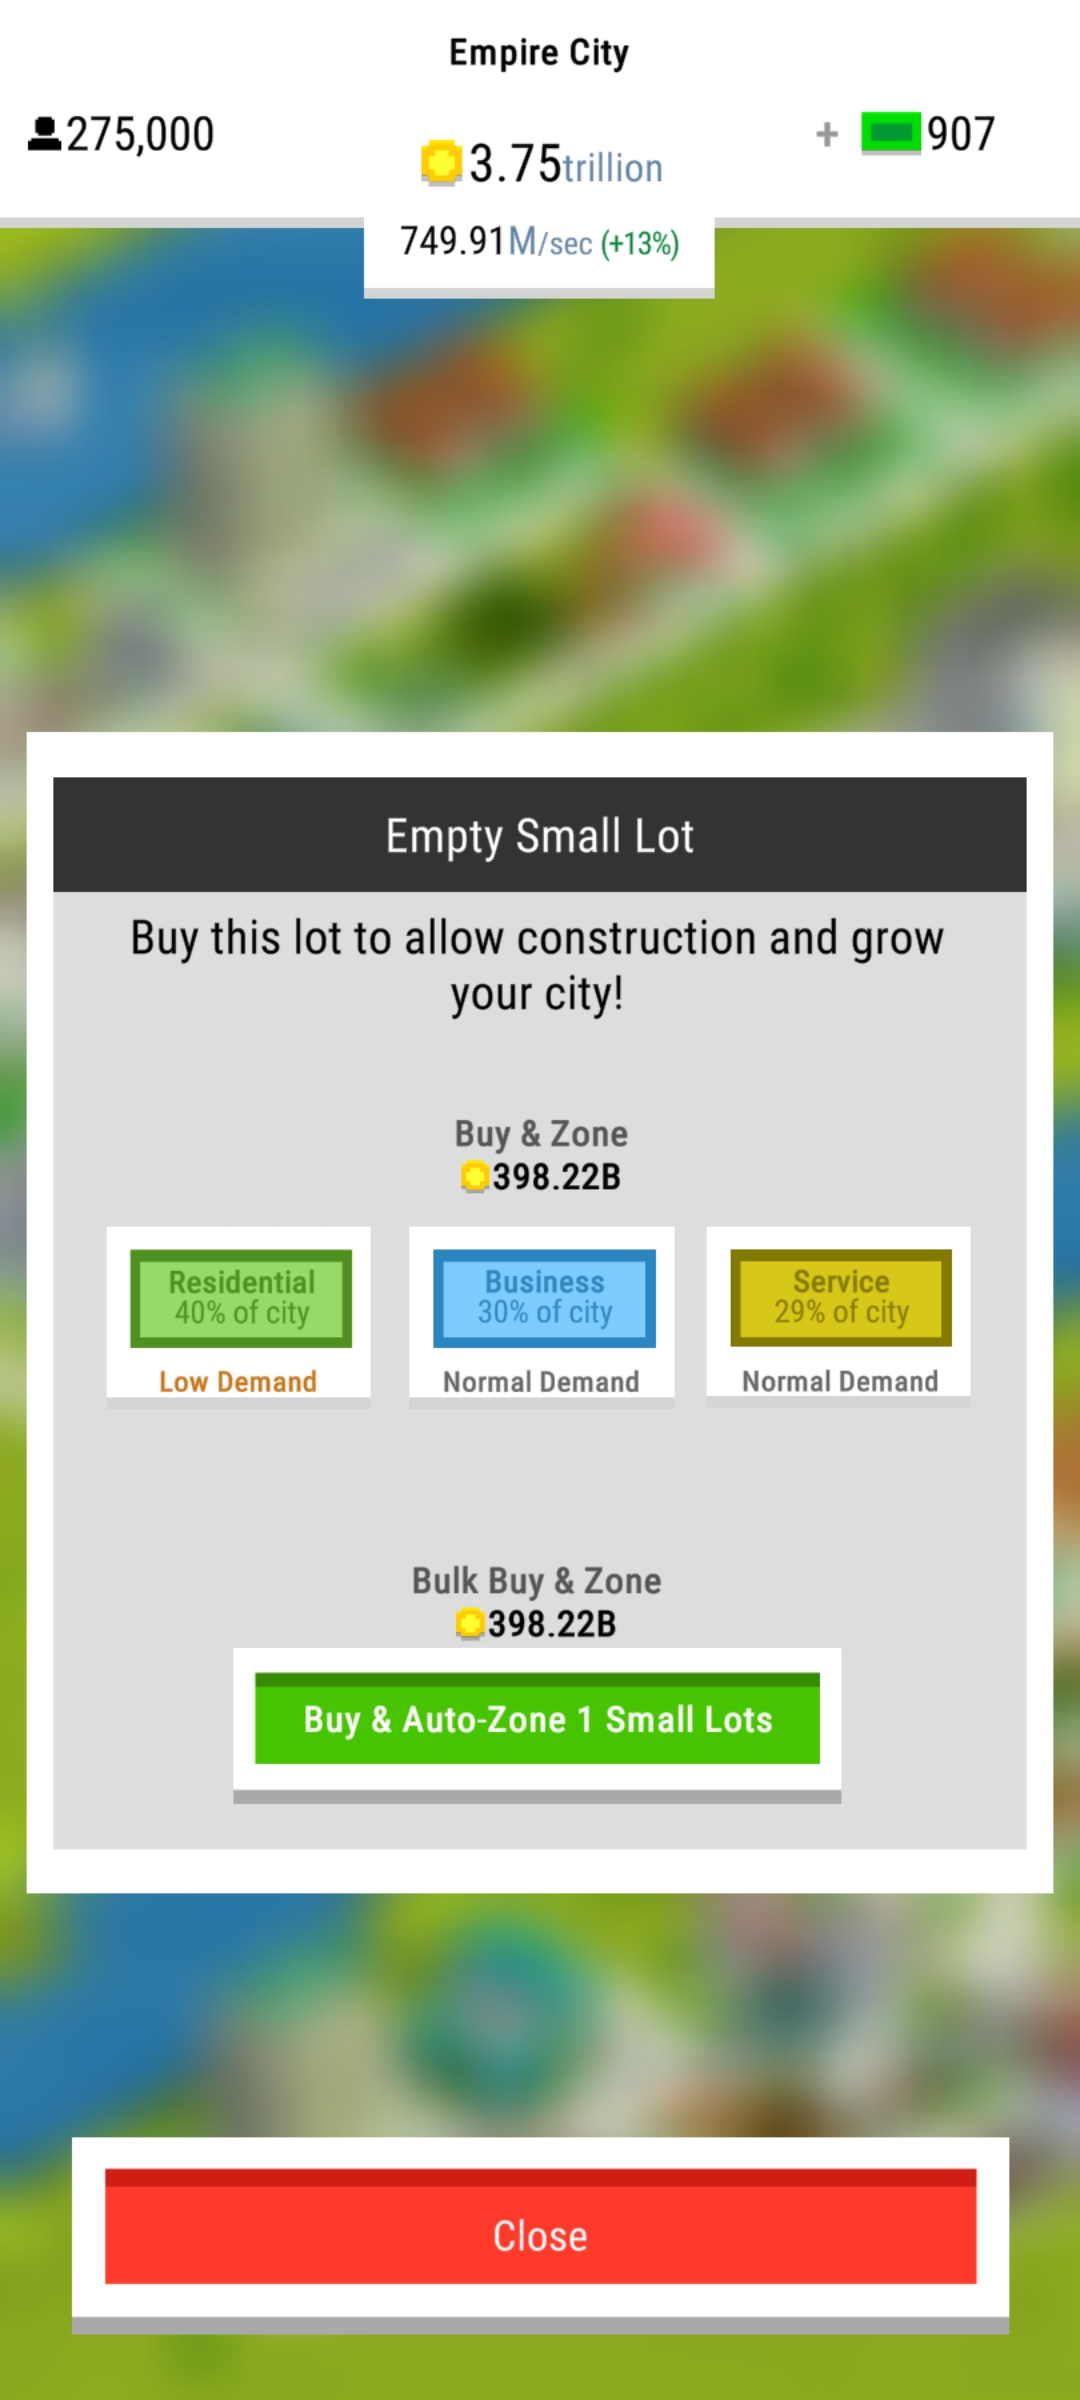 Empire City
275,000
3.75trillion
+ 907
749.91M/sec (+13%)
Empty Small Lot
Buy this lot to allow construction and grow
your city!
Buy & Zone
398.22B
Residential
40% of city
Low Demand
Business
30% of city
Normal Demand
Service
29% of city
Normal Demand
Bulk Buy & Zone
398.22B
Buy & Auto-Zone 1 Small Lots
Close